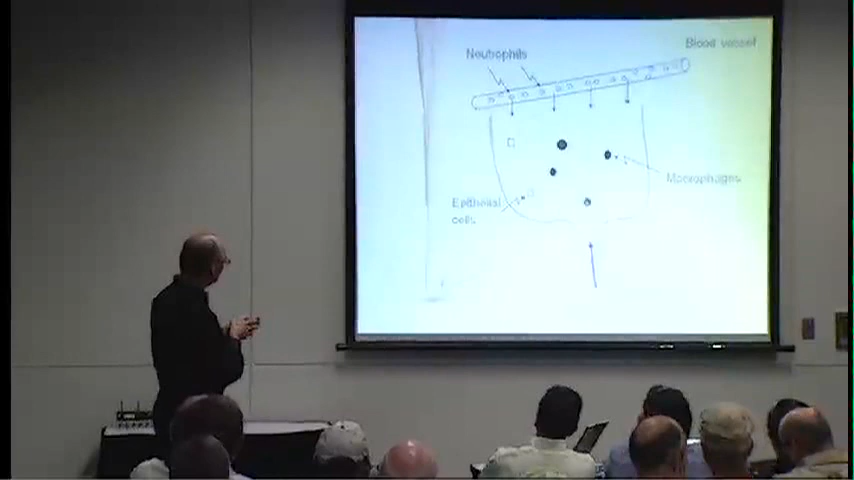 Blood vessel
Neutrophils
Macrophages
Epithelial
cells